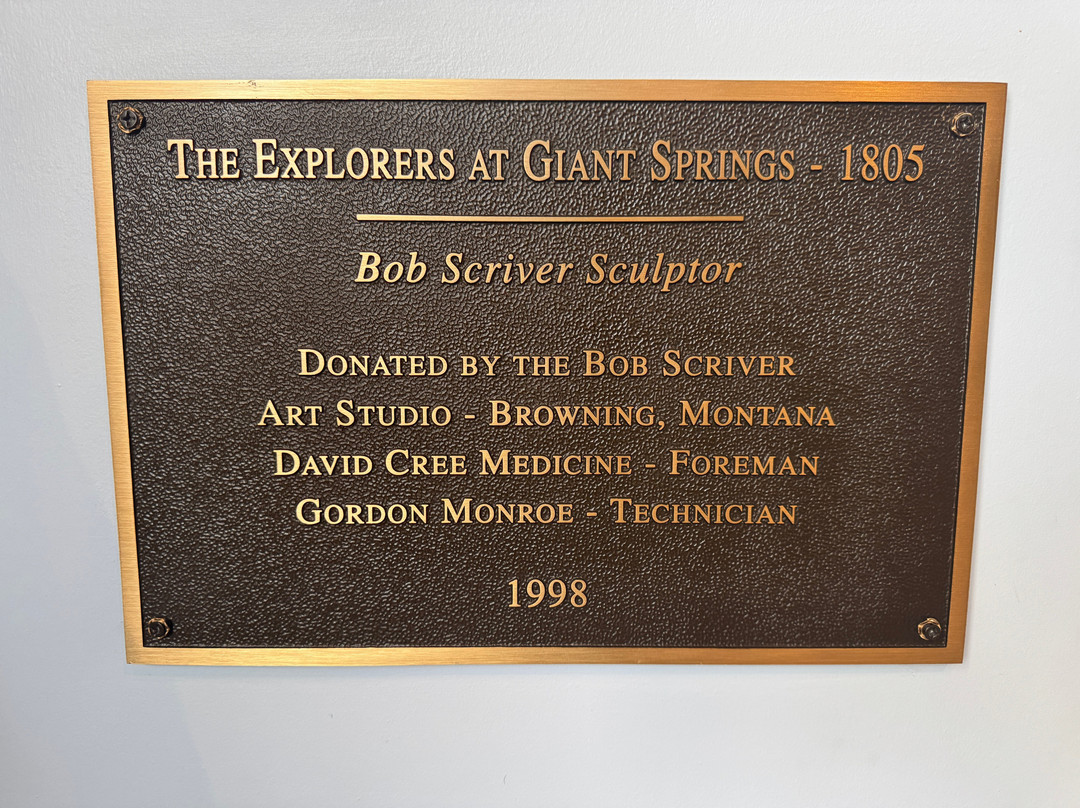 The Explorers at Giant Springs - 1805
Bob Scriver Sculptor
Donated by the Bob Scriver
Art Studio - Browning, Montana
David Cree Medicine - Foreman
Gordon Monroe - Technician
1998